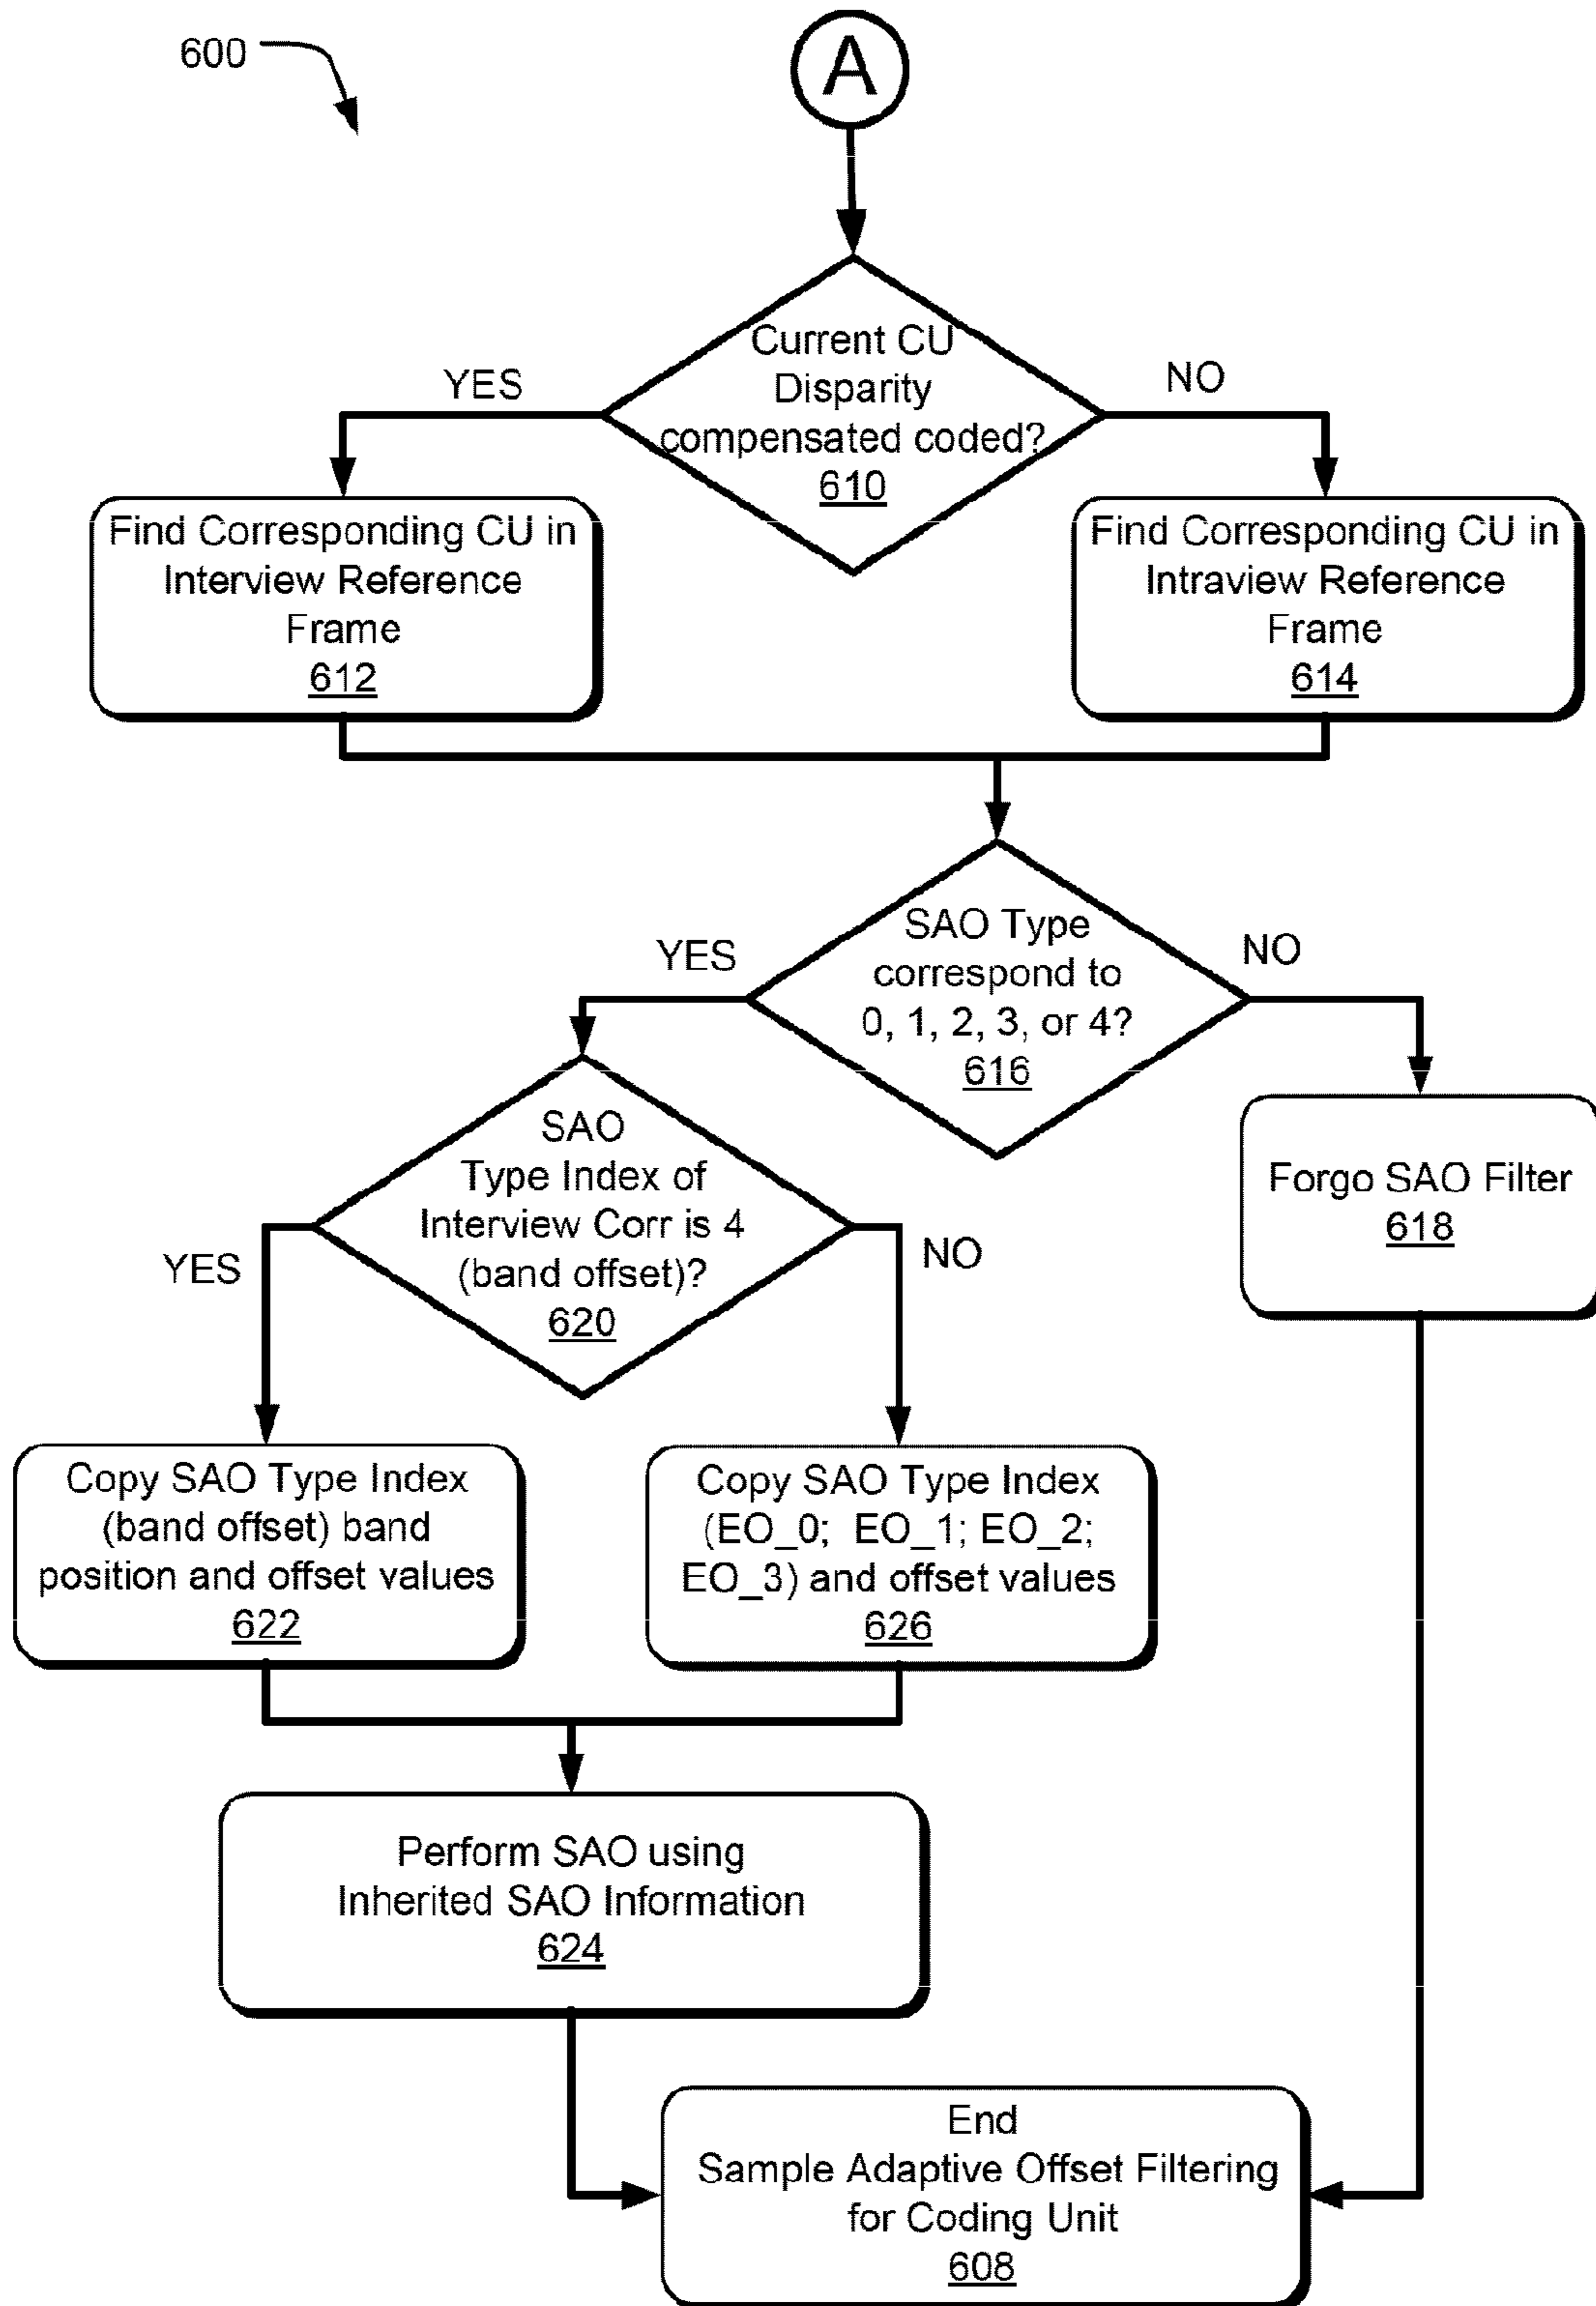 600
A
Current CU
Disparity
compensated coded?
610
YES
NO
Find Corresponding CU in
Interview Reference
Frame
612
Find Corresponding CU in
Intraview Reference
Frame
614
SAO Type
correspond to
0, 1, 2, 3, or 4?
616
YES
NO
SAO
Type Index of
Interview Corr is 4
(band offset)?
620
Forgo SAO Filter
618
YES
NO
Copy SAO Type Index
(band offset) band
position and offset values
622
Copy SAO Type Index
(EO_0; EO_1; EO_2;
EO_3) and offset values
626
Perform SAO using
Inherited SAO Information
624
End
Sample Adaptive Offset Filtering
for Coding Unit
608